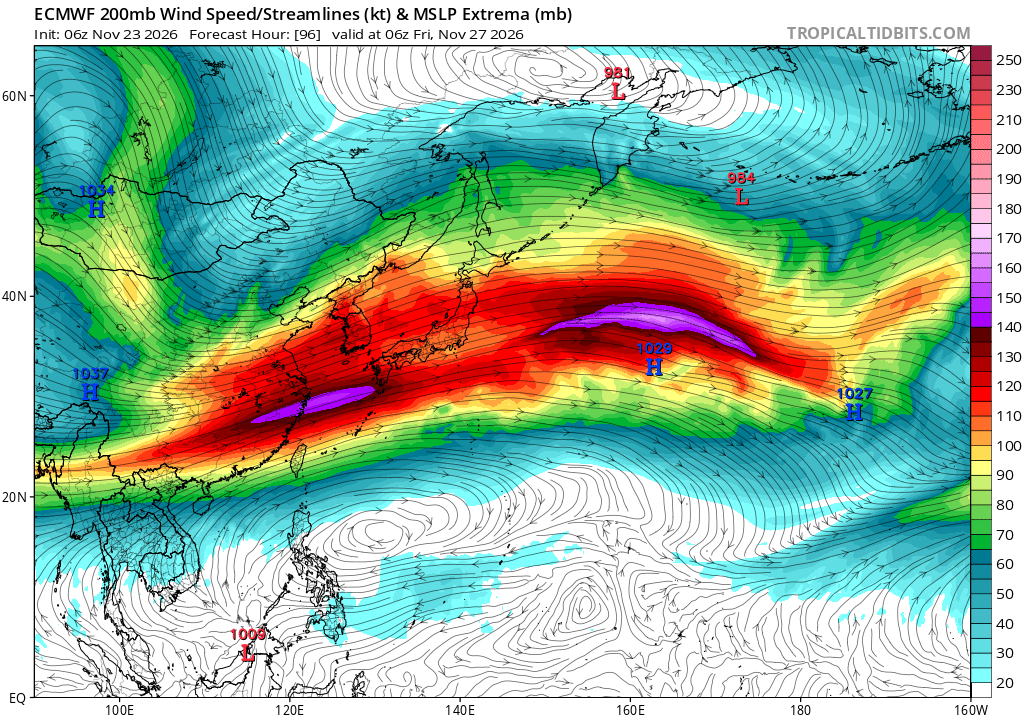 ECMWF 200mb Wind Speed/Streamlines (kt) & MSLP Extrema (mb)
Init: 06z Nov 23 2026 Forecast Hour: [96] valid at 06z Fri, Nov 27 2026
TROPICALTIDBITS.COM
981
L
984
L
1034
H
1029
H
1037
H
1027
H
1009
L
60N
40N
20N
EQ
100E
120E
140E
160E
180
160W
250
230
220
210
200
190
180
170
160
150
140
130
120
110
100
90
80
70
60
50
40
30
20